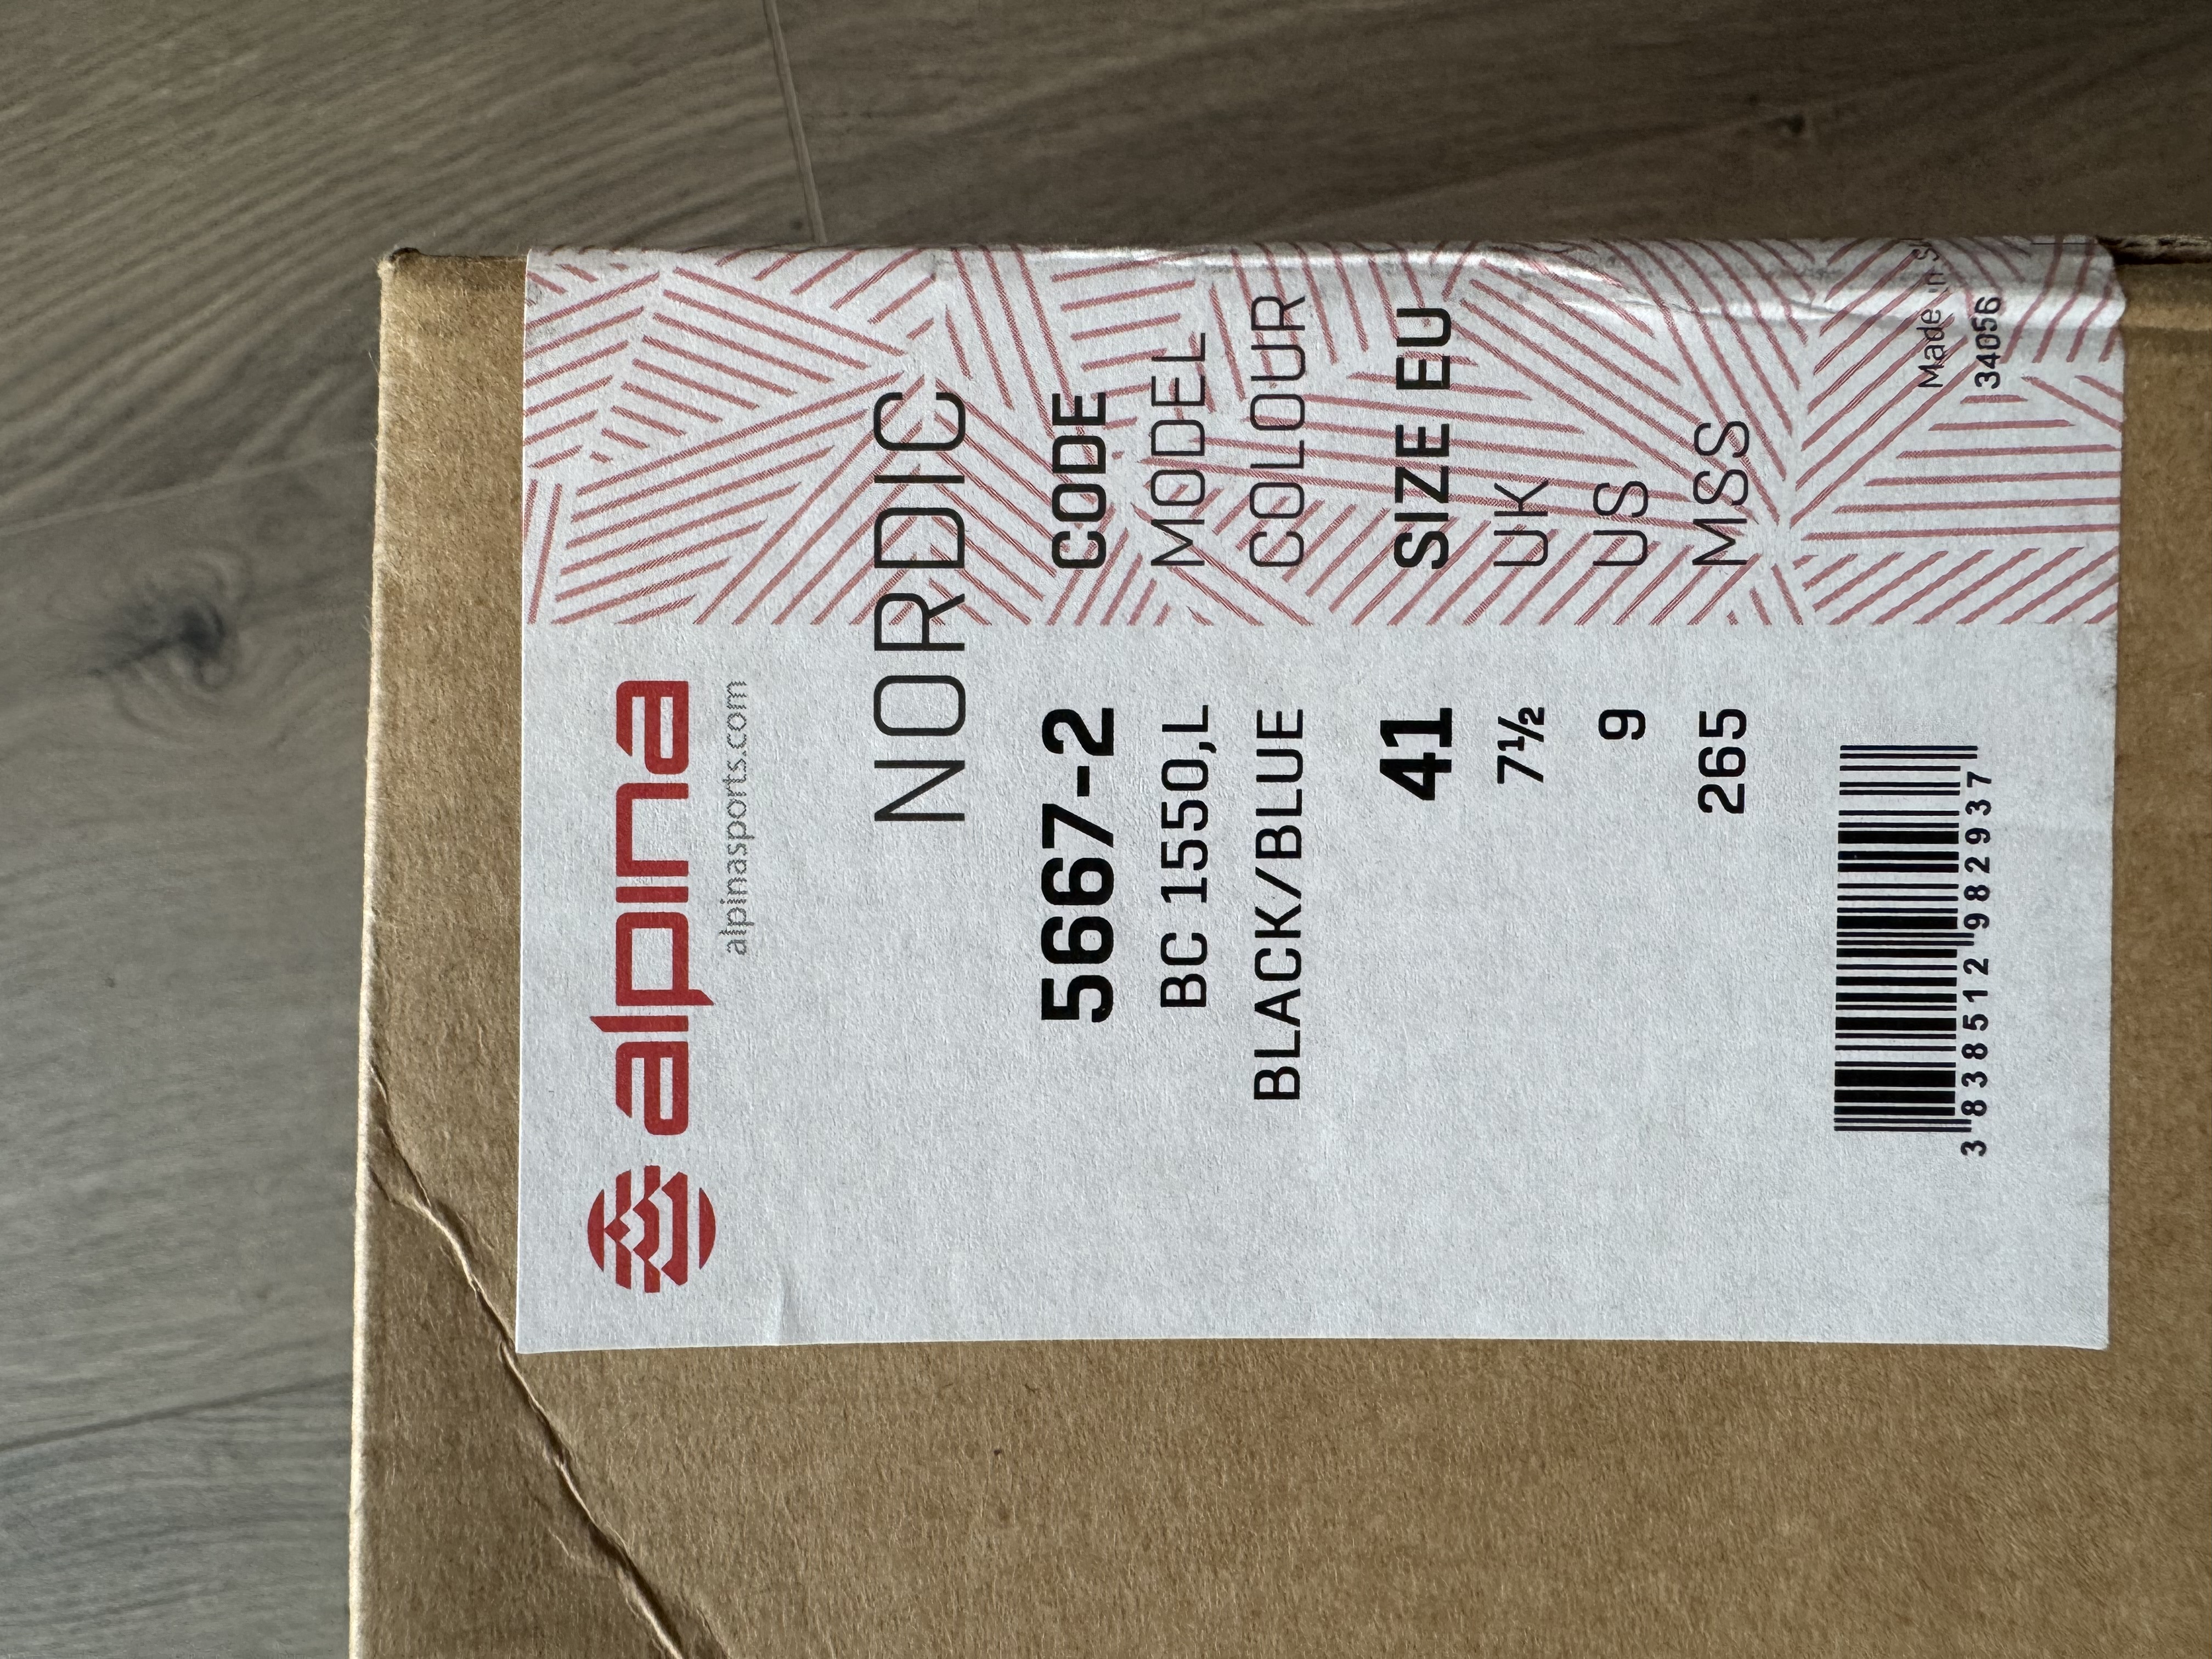 alpina
alpinasports.com
NORDIC
CODE 5667-2
MODEL BC 1550,L
COLOUR BLACK/BLUE
SIZE EU 41
UK 7½
US 9
MSS 265
Made in
34056
3 838512 982937